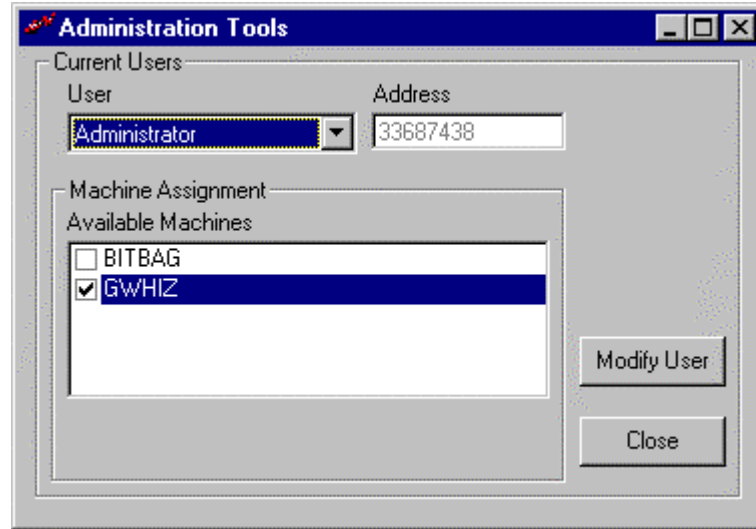 Administration Tools
Current Users
User Address
Administrator 33687438
Machine Assignment
Available Machines
BITBAG
GWHIZ
Modify User
Close